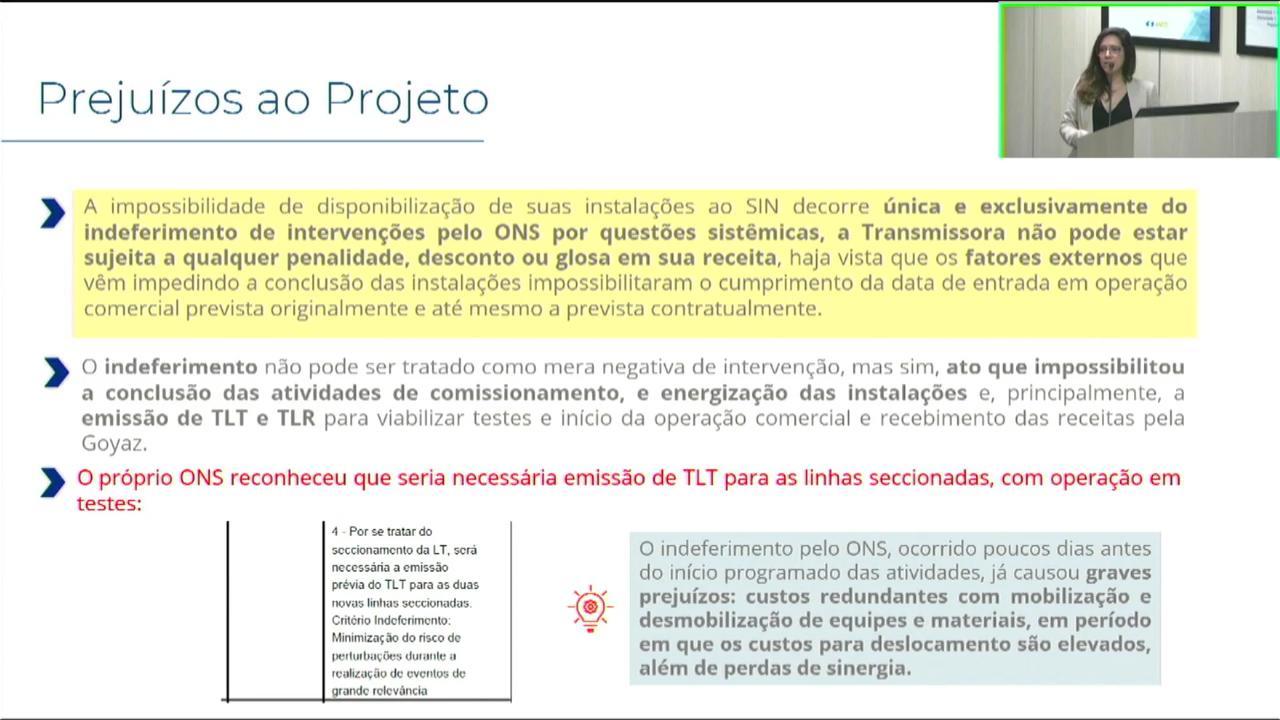 Prejuízos ao Projeto
A impossibilidade de disponibilização de suas instalações ao SIN decorre única e exclusivamente do
indeferimento de intervenções pelo ONS por questões sistêmicas, a Transmissora não pode estar
sujeita a qualquer penalidade, desconto ou glosa em sua receita, haja vista que os fatores externos que
vêm impedindo a conclusão das instalações impossibilitaram o cumprimento da data de entrada em operação
comercial prevista originalmente e até mesmo a prevista contratualmente.
O indeferimento não pode ser tratado como mera negativa de intervenção, mas sim, ato que impossibilitou
a conclusão das atividades de comissionamento, e energização das instalações e, principalmente, a
emissão de TLT e TLR para viabilizar testes e início da operação comercial e recebimento das receitas pela
Goyaz.
O próprio ONS reconheceu que seria necessária emissão de TLT para as linhas seccionadas, com operação em
testes:
4 - Por se tratar do
seccionamento da LT, será
necessária a emissão
prévia do TLT para as duas
novas linhas seccionadas.
Critério Indeferimento:
Minimização do risco de
perturbações durante a
realização de eventos de
grande relevância
O indeferimento pelo ONS, ocorrido poucos dias antes
do início programado das atividades, já causou graves
prejuízos: custos redundantes com mobilização e
desmobilização de equipes e materiais, em período
em que os custos para deslocamento são elevados,
além de perdas de sinergia.